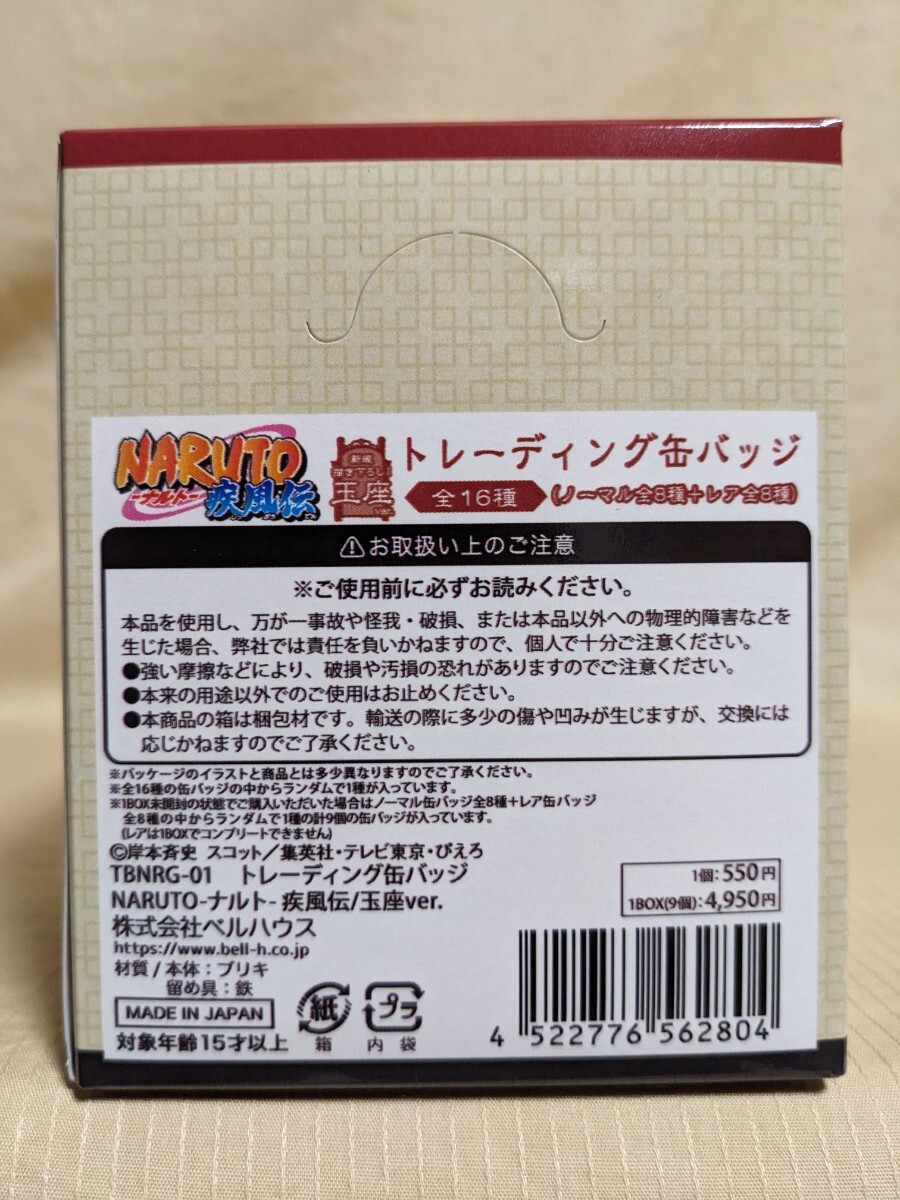 NARUTO
-ナルト-
疾風伝
新規
描き下ろし
玉座
ver.
トレーディング缶バッジ
全16種
(ノーマル全8種+レア全8種)
⚠お取扱い上のご注意
※ご使用前に必ずお読みください。
本品を使用し、万が一事故や怪我・破損、または本品以外への物理的障害などを
生じた場合、弊社では責任を負いかねますので、個人で十分ご注意ください。
●強い摩擦などにより、破損や汚損の恐れがありますのでご注意ください。
●本来の用途以外でのご使用はお止めください。
●本商品の箱は梱包材です。輸送の際に多少の傷や凹みが生じますが、交換には
応じかねますのでご了承ください。
※パッケージのイラストと商品とは多少異なりますのでご了承ください。
※全16種の缶バッジの中からランダムで1種が入っています。
※1BOX未開封の状態でご購入いただいた場合はノーマル缶バッジ全8種+レア缶バッジ
全8種の中からランダムで1種の計9個の缶バッジが入っています。
(レアは1BOXでコンプリートできません)
©岸本斉史 スコット/集英社・テレビ東京・ぴえろ
TBNRG-01 トレーディング缶バッジ
NARUTO-ナルト- 疾風伝/玉座ver.
株式会社ベルハウス
https://www.bell-h.co.jp
材質/本体:ブリキ
留め具:鉄
MADE IN JAPAN
対象年齢15才以上
紙
箱
プラ
内袋
1個:550円
1BOX(9個):4,950円
4 522776 562804